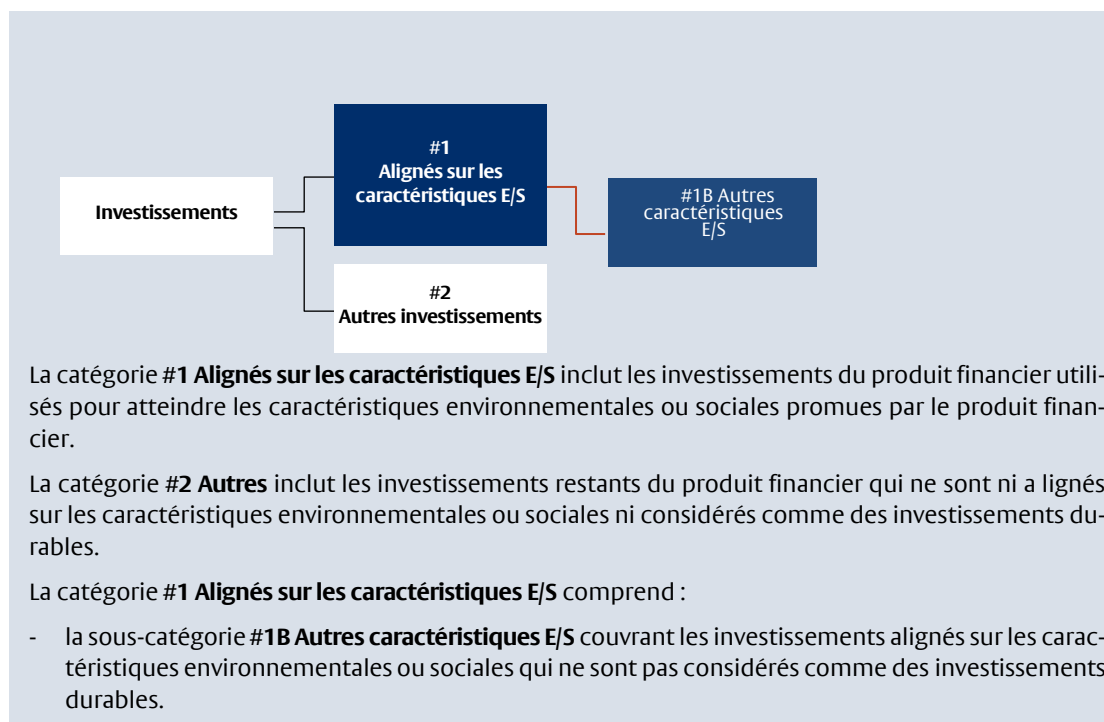 #1
Alignés sur les
caractéristiques E/S
Investissements
#1B Autres
caractéristiques
E/S
#2
Autres investissements
La catégorie #1 Alignés sur les caractéristiques E/S inclut les investissements du produit financier utili-
sés pour atteindre les caractéristiques environnementales ou sociales promues par le produit finan-
cier.
La catégorie #2 Autres inclut les investissements restants du produit financier qui ne sont ni a lignés
sur les caractéristiques environnementales ou sociales ni considérés comme des investissements du-
rables.
La catégorie #1 Alignés sur les caractéristiques E/S comprend :
- la sous-catégorie #1B Autres caractéristiques E/S couvrant les investissements alignés sur les carac-
téristiques environnementales ou sociales qui ne sont pas considérés comme des investissements
durables.